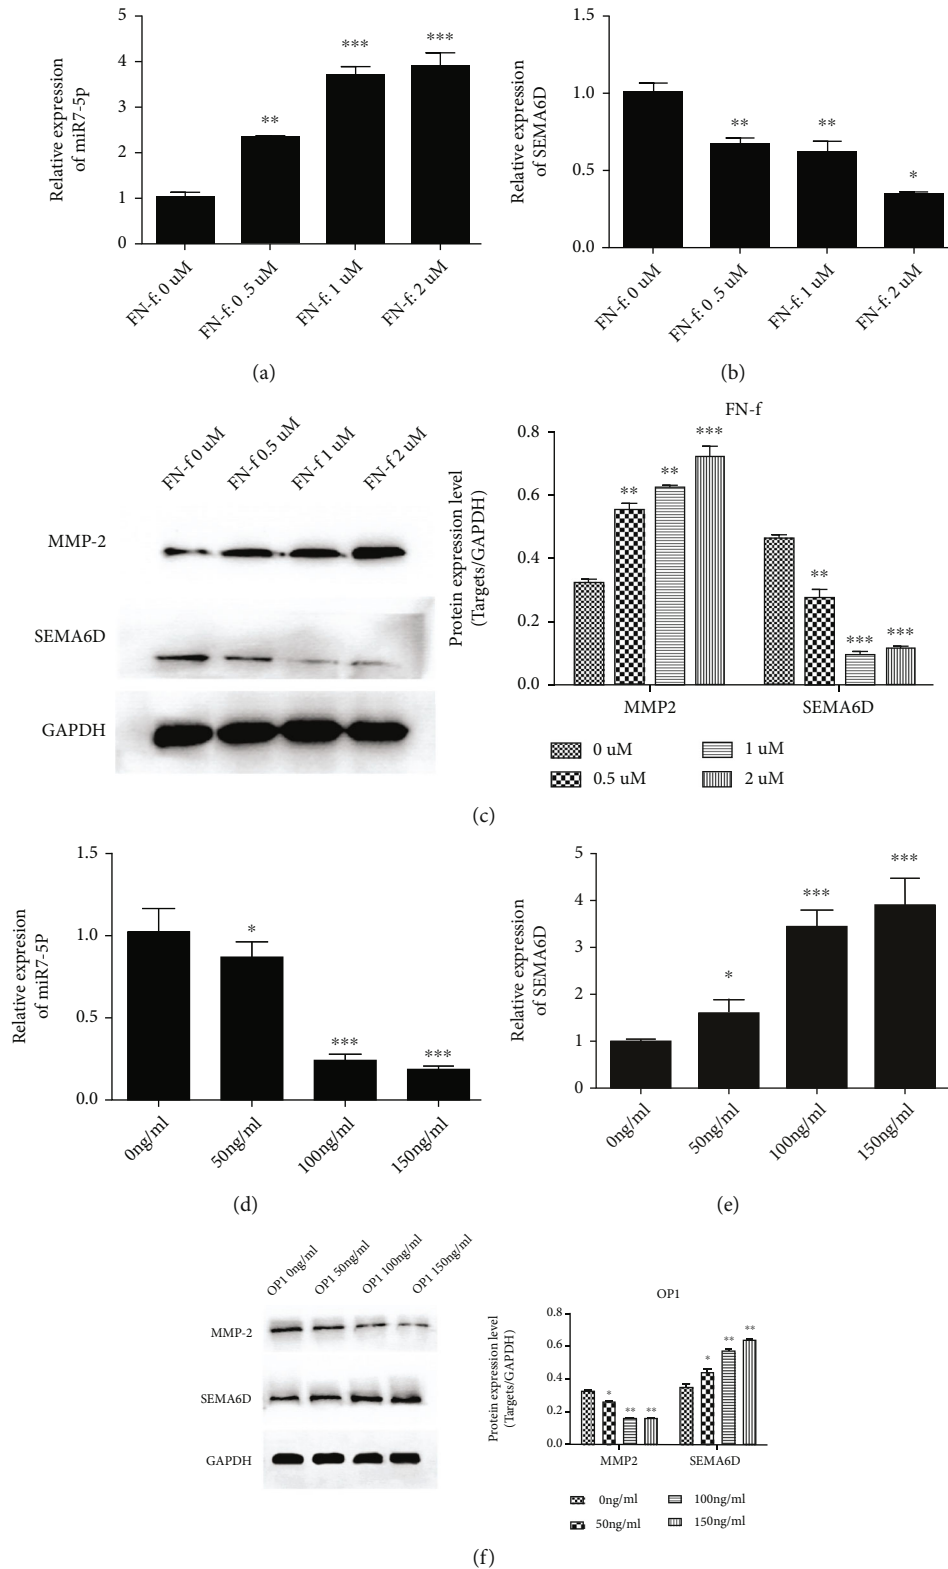 Relative expression
of miR7-5p
5
4
3
2
1
0
**
***
***
FN-f: 0 uM
FN-f: 0 .5 uM
FN-f: 1 uM
FN-f: 2 uM
(a)
Relative expression
of SEMA6D
1.5
1.0
0.5
0.0
**
**
*
FN-f: 0 uM
FN-f: 0 .5 uM
FN-f: 1 uM
FN-f: 2 uM
(b)
FN-f 0 uM
FN-f 0.5 uM
FN-f 1 uM
FN-f 2 uM
MMP-2
SEMA6D
GAPDH
FN-f
Protein expression level
(Targets/GAPDH)
0.8
0.6
0.4
0.2
0.0
**
**
***
**
***
***
MMP2
SEMA6D
0 uM
1 uM
0.5 uM
2 uM
(c)
Relative expression
of miR7-5P
1.5
1.0
0.5
0.0
*
***
***
0ng/ml
50ng/ml
100ng/ml
150ng/ml
(d)
Relative expression
of SEMA6D
5
4
3
2
1
0
*
***
***
0ng/ml
50ng/ml
100ng/ml
150ng/ml
(e)
OP1 0ng/ml
OP1 50ng/ml
OP1 100ng/ml
OP1 150ng/ml
MMP-2
SEMA6D
GAPDH
OP1
Protein expression level
(Targets/GAPDH)
0.8
0.6
0.4
0.2
0.0
*
**
**
*
**
**
MMP2
SEMA6D
0ng/ml
100ng/ml
50ng/ml
150ng/ml
(f)